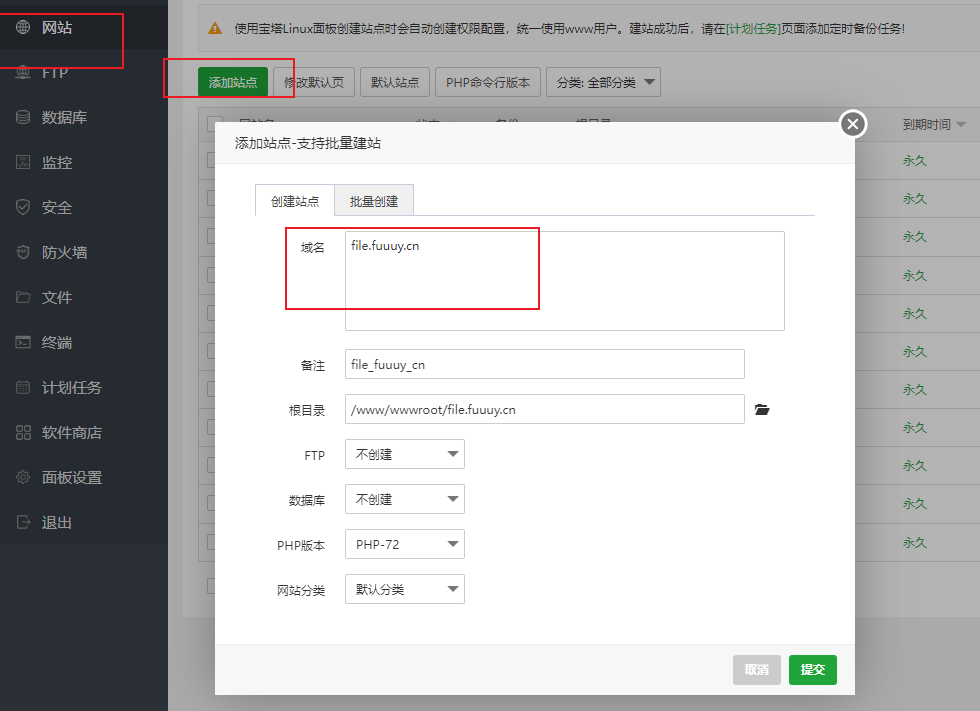 网站
FTP
数据库
监控
安全
防火墙
文件
终端
计划任务
软件商店
面板设置
退出
使用宝塔Linux面板创建站点时会自动创建权限配置，统一使用www用户。建站成功后，请在[计划任务]页面添加定时备份任务!
添加站点
修改默认页
默认站点
PHP命令行版本
分类: 全部分类
到期时间
永久
永久
永久
永久
永久
永久
永久
永久
永久
永久
永久
添加站点-支持批量建站
创建站点
批量创建
域名
file.fuuuy.cn
备注
file_fuuuy_cn
根目录
/www/wwwroot/file.fuuuy.cn
FTP
不创建
数据库
不创建
PHP版本
PHP-72
网站分类
默认分类
取消
提交